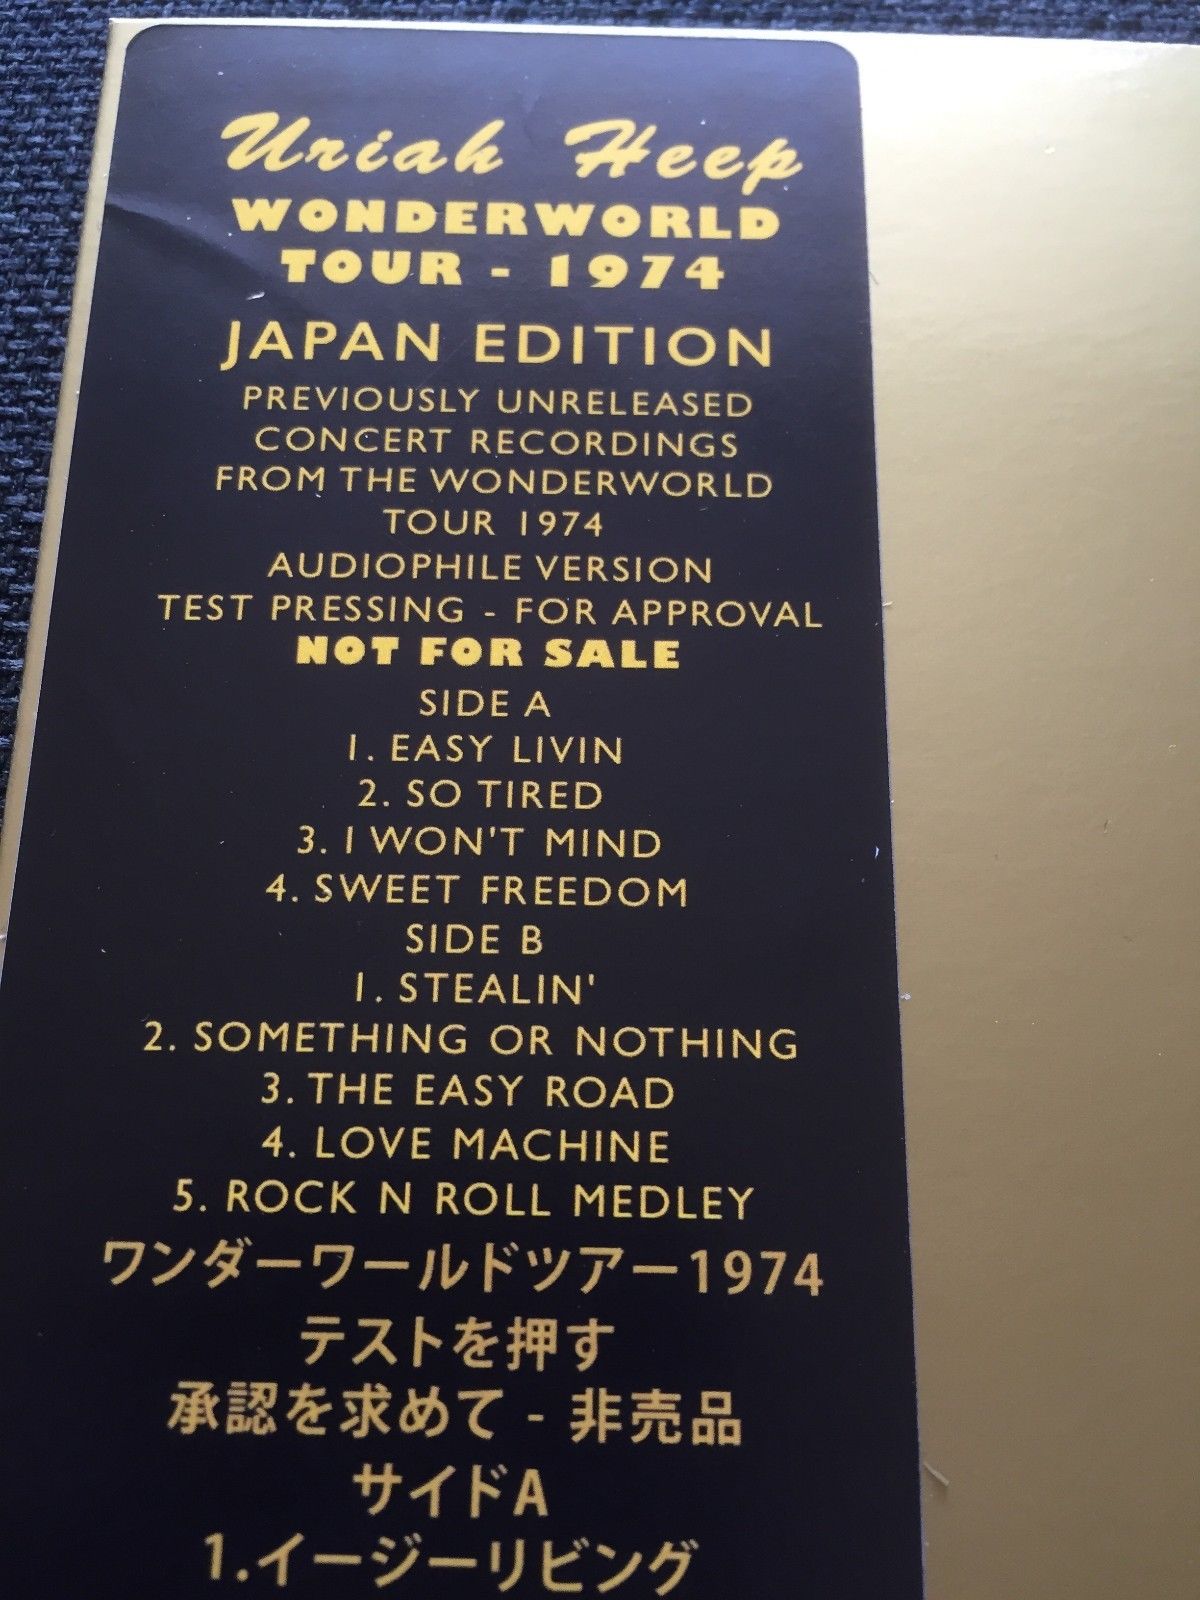 Uriah Heep
WONDERWORLD
TOUR - 1974
JAPAN EDITION
PREVIOUSLY UNRELEASED
CONCERT RECORDINGS
FROM THE WONDERWORLD
TOUR 1974
AUDIOPHILE VERSION
TEST PRESSING - FOR APPROVAL
NOT FOR SALE
SIDE A
1. EASY LIVIN
2. SO TIRED
3. I WON'T MIND
4. SWEET FREEDOM
SIDE B
1. STEALIN'
2. SOMETHING OR NOTHING
3. THE EASY ROAD
4. LOVE MACHINE
5. ROCK N ROLL MEDLEY
ワンダーワールドツアー1974
テストを押す
承認を求めて - 非売品
サイドA
1.イージーリビング